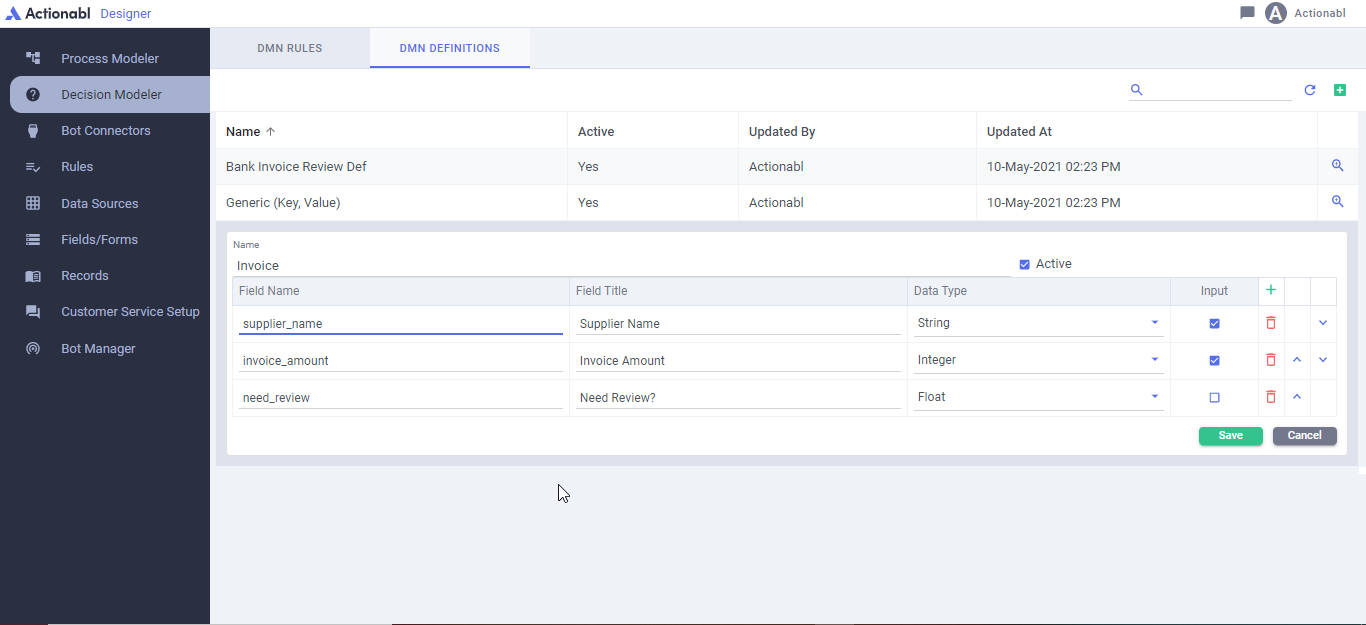 Actionabl Designer
A Actionabl
Process Modeler
Decision Modeler
Bot Connectors
Rules
Data Sources
Fields/Forms
Records
Customer Service Setup
Bot Manager
DMN RULES DMN DEFINITIONS
Name Active Updated By Updated At
Bank Invoice Review Def Yes Actionabl 10-May-2021 02:23 PM
Generic (Key, Value) Yes Actionabl 10-May-2021 02:23 PM
Name
Invoice Active
Field Name Field Title Data Type Input
supplier_name Supplier Name String
invoice_amount Invoice Amount Integer
need_review Need Review? Float
Save Cancel